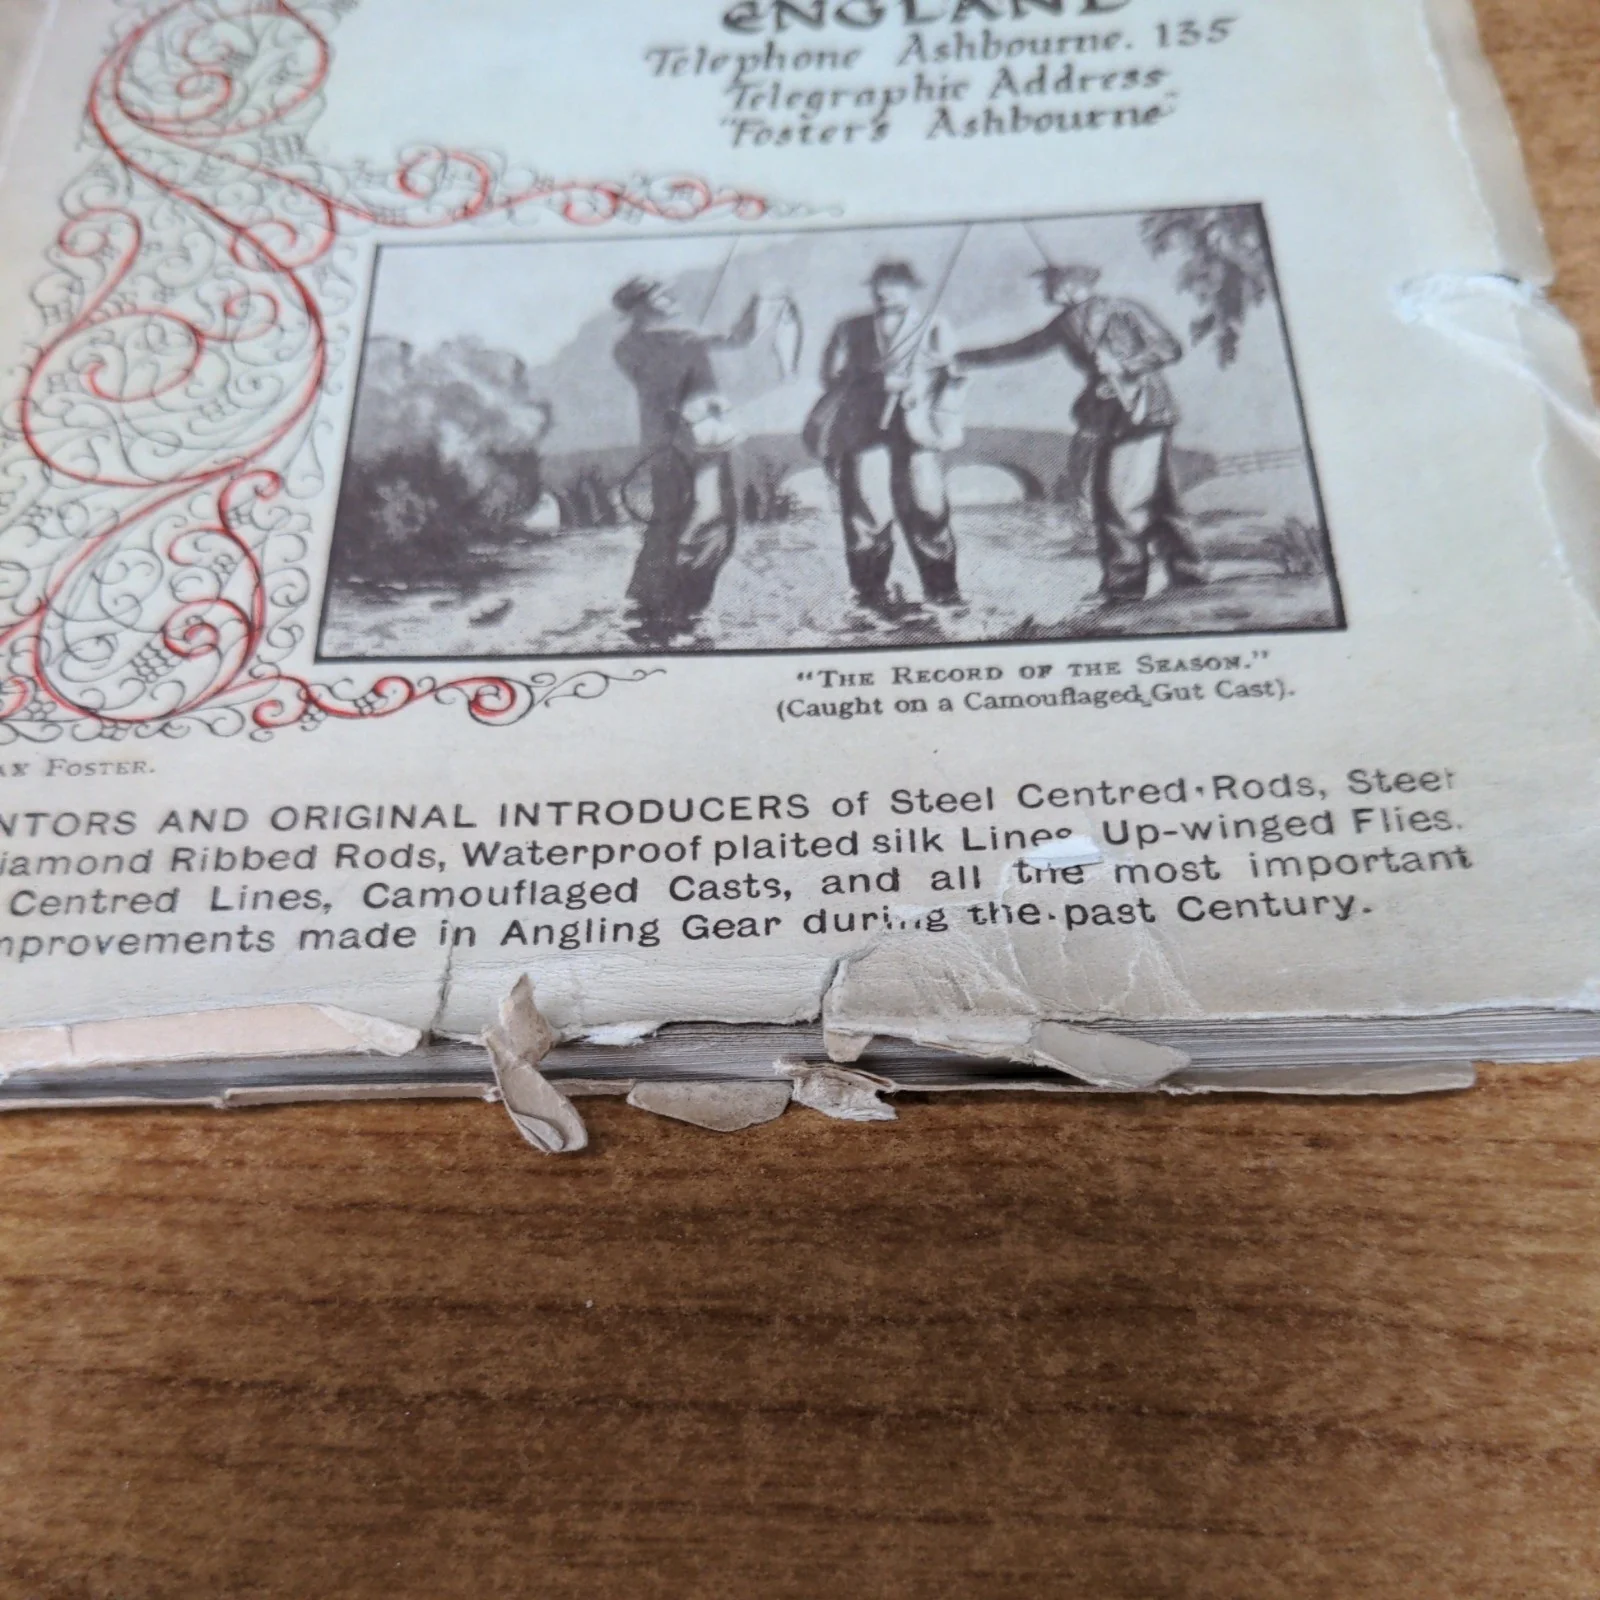 ENGLAND
Telephone Ashbourne. 135
Telegraphic Address
"Foster's Ashbourne"
"THE RECORD OF THE SEASON."
(Caught on a Camouflaged Gut Cast).
FOSTER.
NTORS AND ORIGINAL INTRODUCERS of Steel Centred Rods, Steel
iamond Ribbed Rods, Waterproof plaited silk Lines, Up-winged Flies.
Centred Lines, Camouflaged Casts, and all the most important
mprovements made in Angling Gear during the past Century.